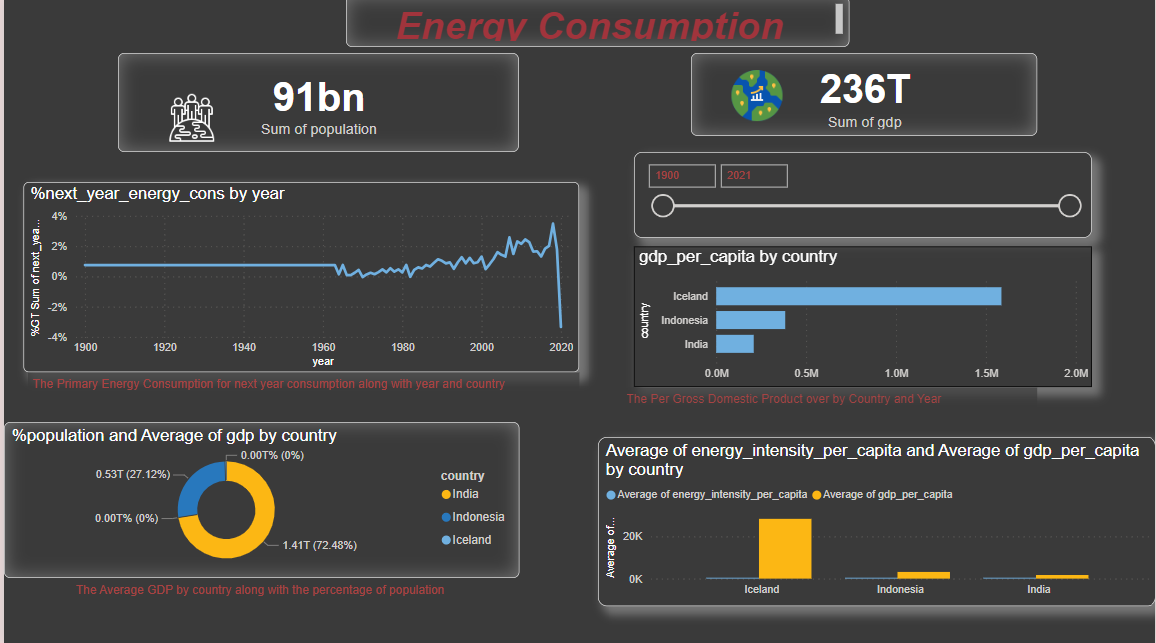 Energy Consumption
91bn
Sum of population
236T
Sum of gdp
%next_year_energy_cons by year
%GT Sum of next_yea...
4%
2%
0%
-2%
-4%
1900
1920
1940
1960
1980
2000
2020
year
The Primary Energy Consumption for next year consumption along with year and country
1900
2021
gdp_per_capita by country
country
Iceland
Indonesia
India
0.0M
0.5M
1.0M
1.5M
2.0M
The Per Gross Domestic Product over by Country and Year
%population and Average of gdp by country
0.00T% (0%)
0.53T (27.12%)
0.00T% (0%)
1.41T (72.48%)
country
India
Indonesia
Iceland
The Average GDP by country along with the percentage of population
Average of energy_intensity_per_capita and Average of gdp_per_capita
by country
Average of energy_intensity_per_capita
Average of gdp_per_capita
Average of...
20K
0K
Iceland
Indonesia
India